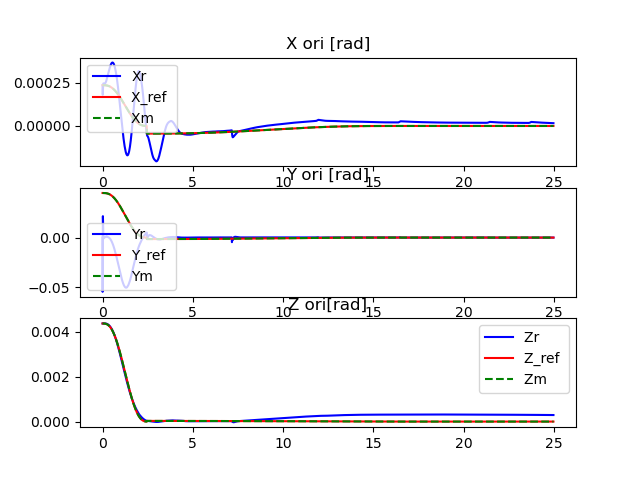 X ori [rad]
0.00025
0.00000
Xr
X_ref
Xm
0 5 10 15 20 25
Y ori [rad]
0.00
−0.05
Yr
Y_ref
Ym
0 5 10 15 20 25
Z ori[rad]
0.004
0.002
0.000
Zr
Z_ref
Zm
0 5 10 15 20 25